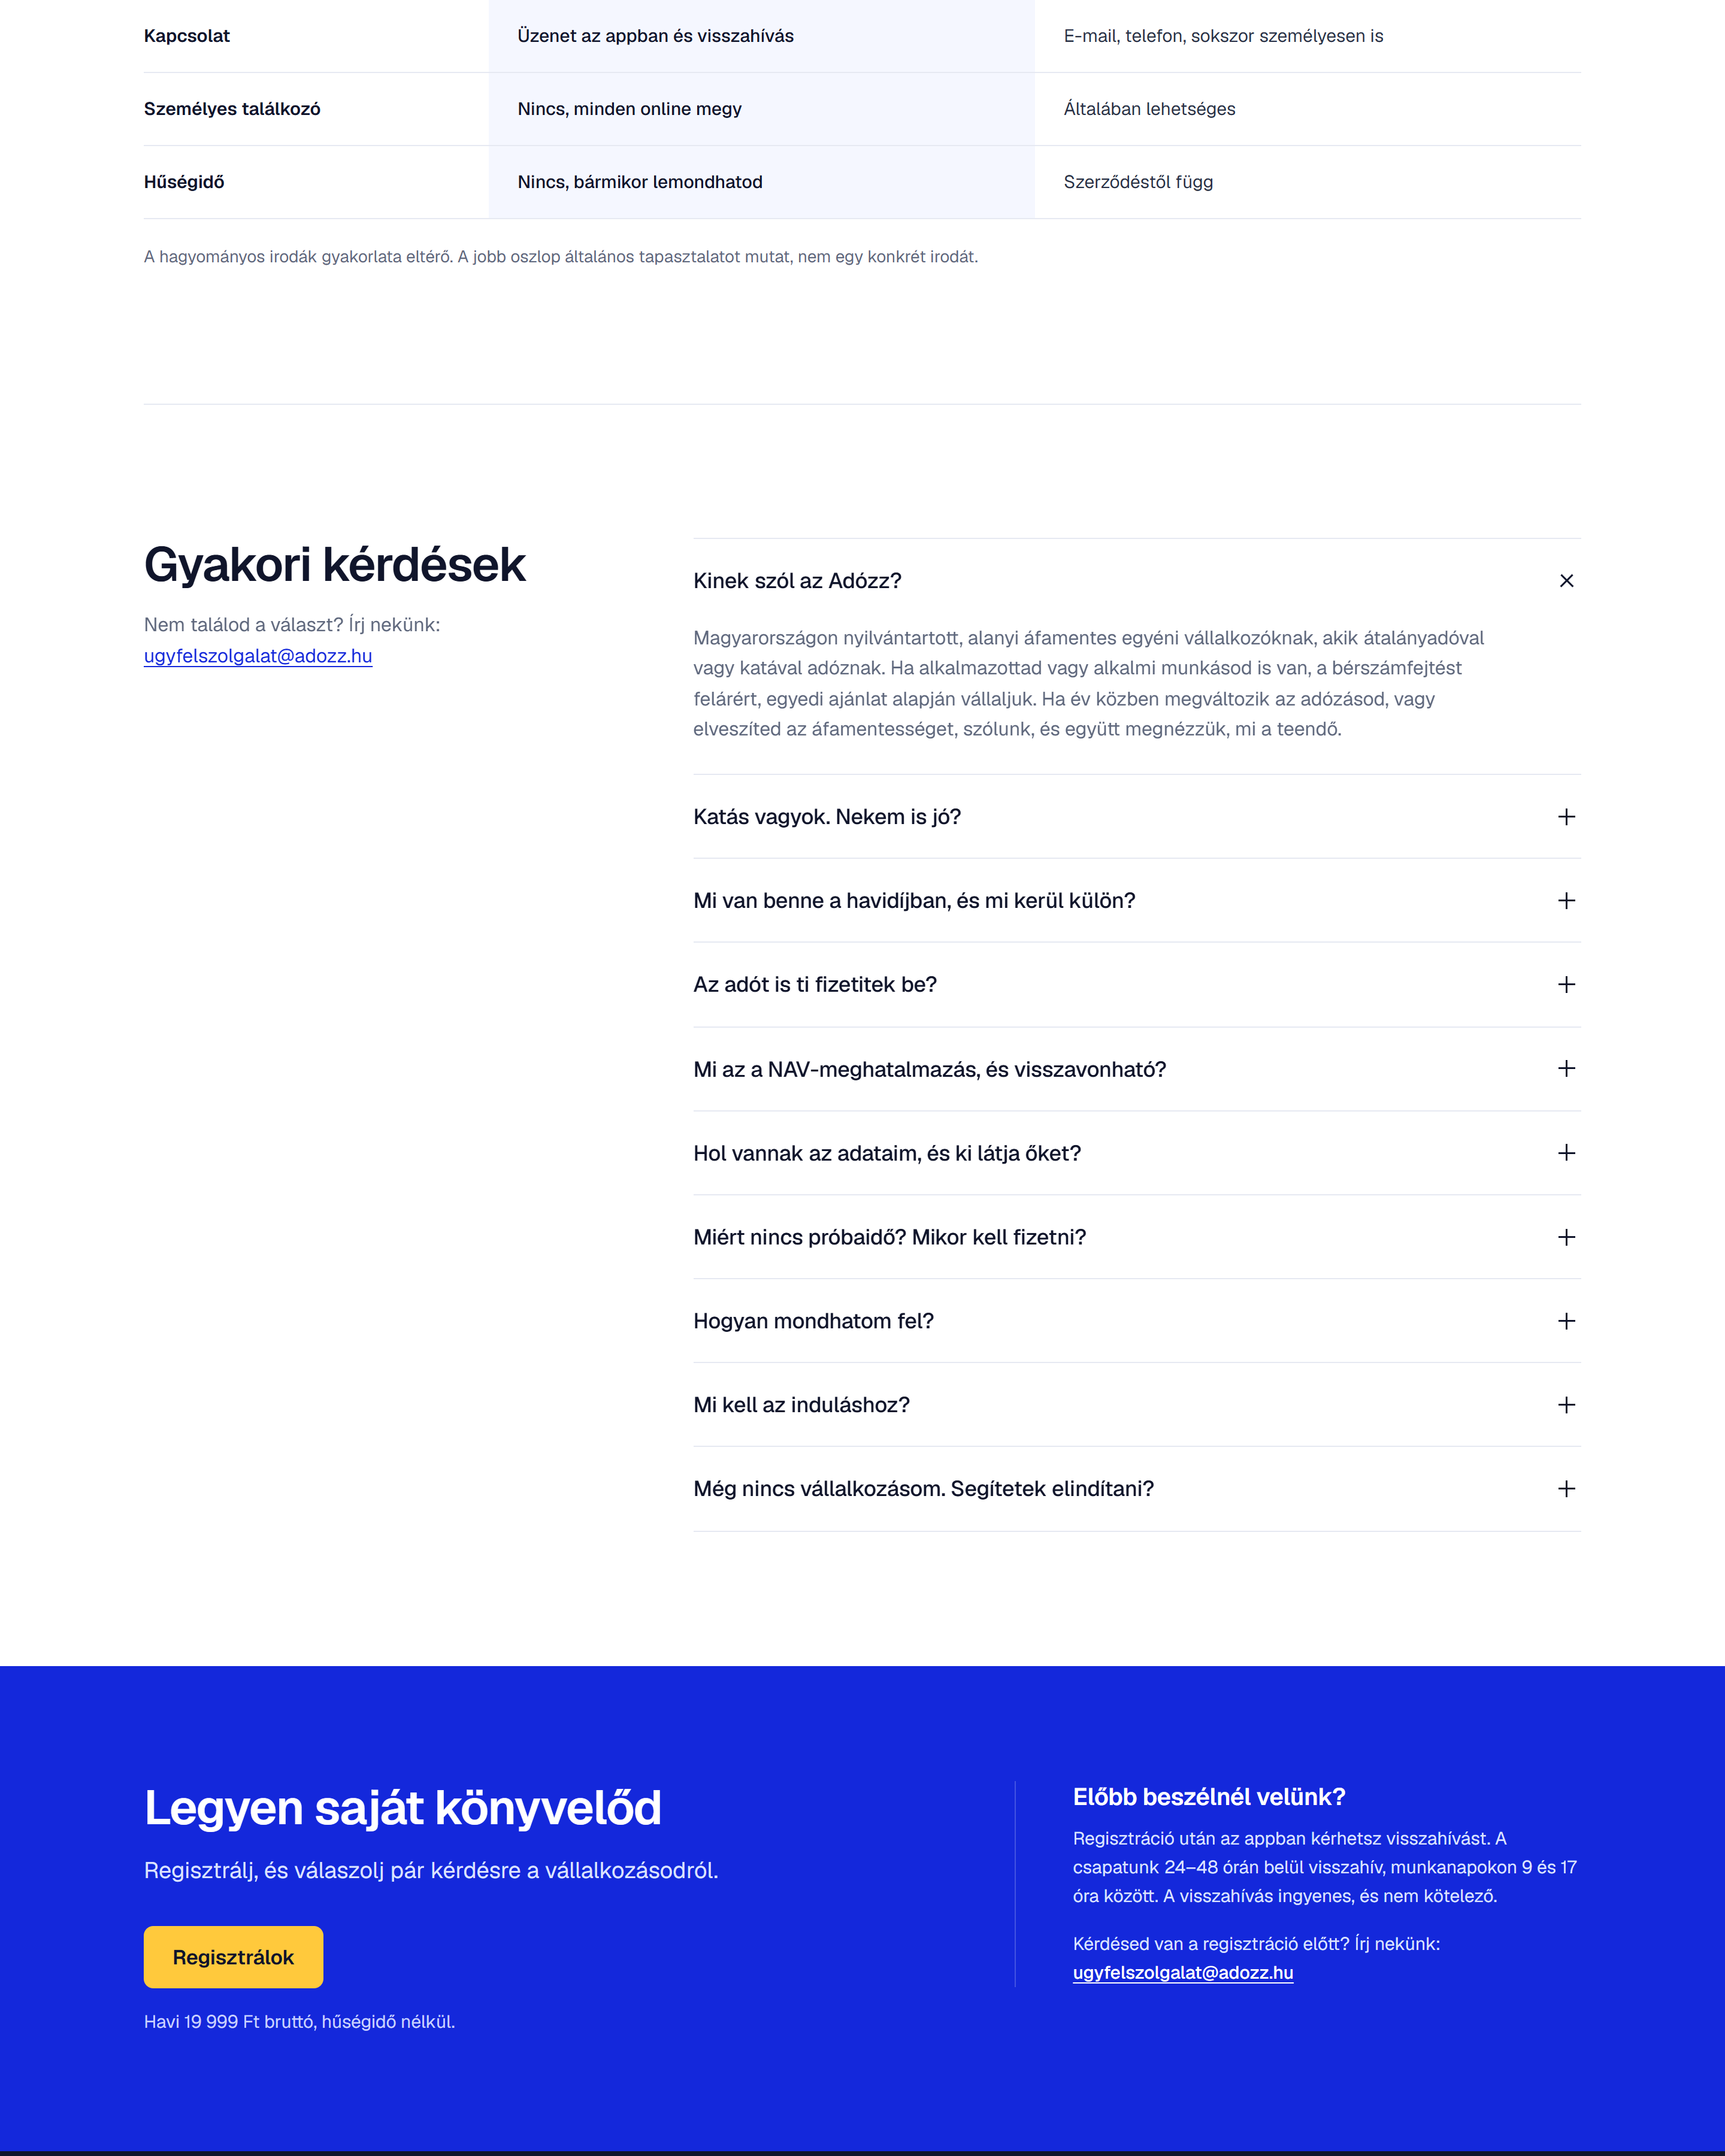 Kapcsolat
Üzenet az appban és visszahívás
E-mail, telefon, sokszor személyesen is
Személyes találkozó
Nincs, minden online megy
Általában lehetséges
Hűségidő
Nincs, bármikor lemondhatod
Szerződéstől függ
A hagyományos irodák gyakorlata eltérő. A jobb oszlop általános tapasztalatot mutat, nem egy konkrét irodát.
Gyakori kérdések
Nem találod a választ? Írj nekünk:
ugyfelszolgalat@adozz.hu
Kinek szól az Adózz?
Magyarországon nyilvántartott, alanyi áfamentes egyéni vállalkozóknak, akik átalányadóval
vagy katával adóznak. Ha alkalmazottad vagy alkalmi munkásod is van, a bérszámfejtést
felárért, egyedi ajánlat alapján vállaljuk. Ha év közben megváltozik az adózásod, vagy
elveszíted az áfamentességet, szólunk, és együtt megnézzük, mi a teendő.
Katás vagyok. Nekem is jó?
Mi van benne a havidíjban, és mi kerül külön?
Az adót is ti fizetitek be?
Mi az a NAV-meghatalmazás, és visszavonható?
Hol vannak az adataim, és ki látja őket?
Miért nincs próbaidő? Mikor kell fizetni?
Hogyan mondhatom fel?
Mi kell az induláshoz?
Még nincs vállalkozásom. Segítetek elindítani?
Legyen saját könyvelőd
Regisztrálj, és válaszolj pár kérdésre a vállalkozásodról.
Regisztrálok
Havi 19 999 Ft bruttó, hűségidő nélkül.
Előbb beszélnél velünk?
Regisztráció után az appban kérhetsz visszahívást. A
csapatunk 24–48 órán belül visszahív, munkanapokon 9 és 17
óra között. A visszahívás ingyenes, és nem kötelező.
Kérdésed van a regisztráció előtt? Írj nekünk:
ugyfelszolgalat@adozz.hu